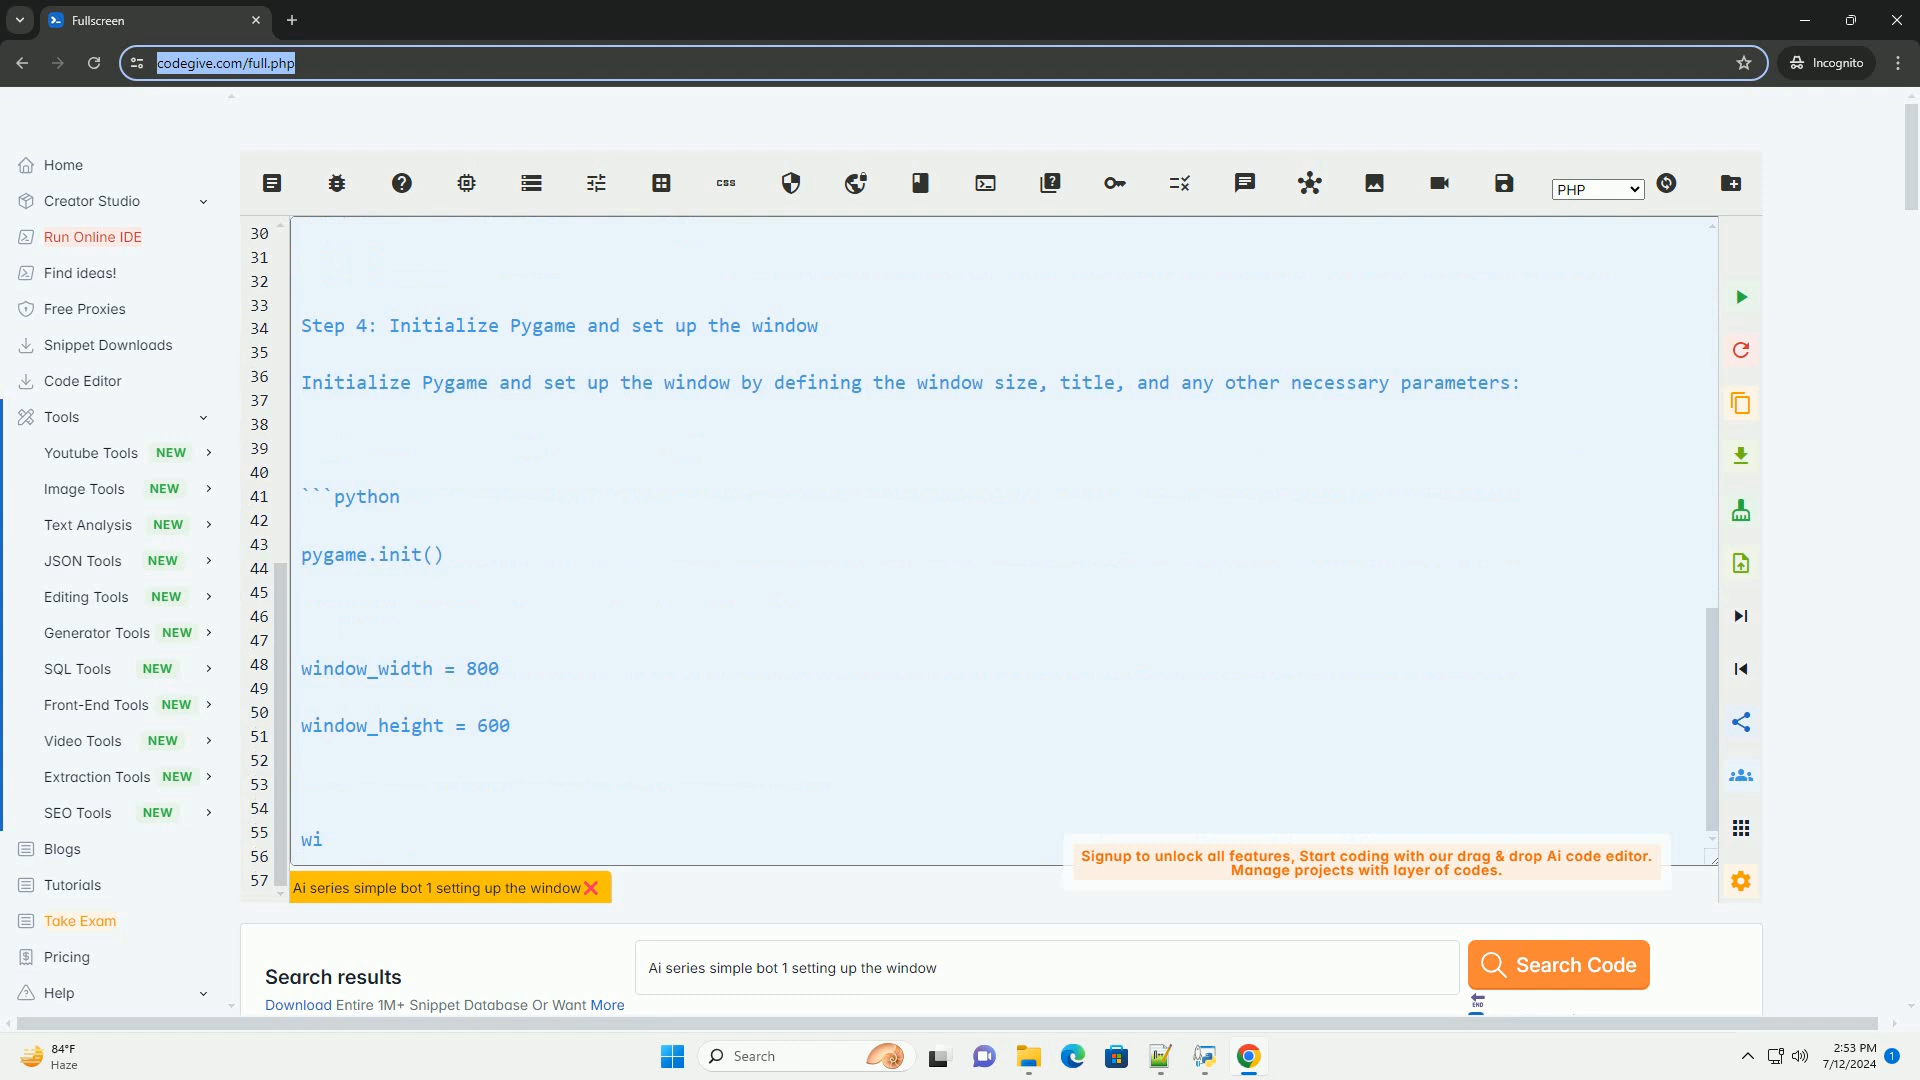 Fullscreen
codegive.com/full.php
Incognito
Home
Creator Studio
Run Online IDE
Find ideas!
Free Proxies
Snippet Downloads
Code Editor
Tools
Youtube Tools NEW
Image Tools NEW
Text Analysis NEW
JSON Tools NEW
Editing Tools NEW
Generator Tools NEW
SQL Tools NEW
Front-End Tools NEW
Video Tools NEW
Extraction Tools NEW
SEO Tools NEW
Blogs
Tutorials
Take Exam
Pricing
Help
css
PHP
30
31
32
33
34
35
36
37
38
39
40
41
42
43
44
45
46
47
48
49
50
51
52
53
54
55
56
57
Step 4: Initialize Pygame and set up the window
Initialize Pygame and set up the window by defining the window size, title, and any other necessary parameters:
```python
pygame.init()
window_width = 800
window_height = 600
wi
Signup to unlock all features, Start coding with our drag & drop Ai code editor.
Manage projects with layer of codes.
Ai series simple bot 1 setting up the window❌
Search results
Download Entire 1M+ Snippet Database Or Want More
Ai series simple bot 1 setting up the window
Search Code
END
84°F
Haze
Search
2:53 PM
7/12/2024
1